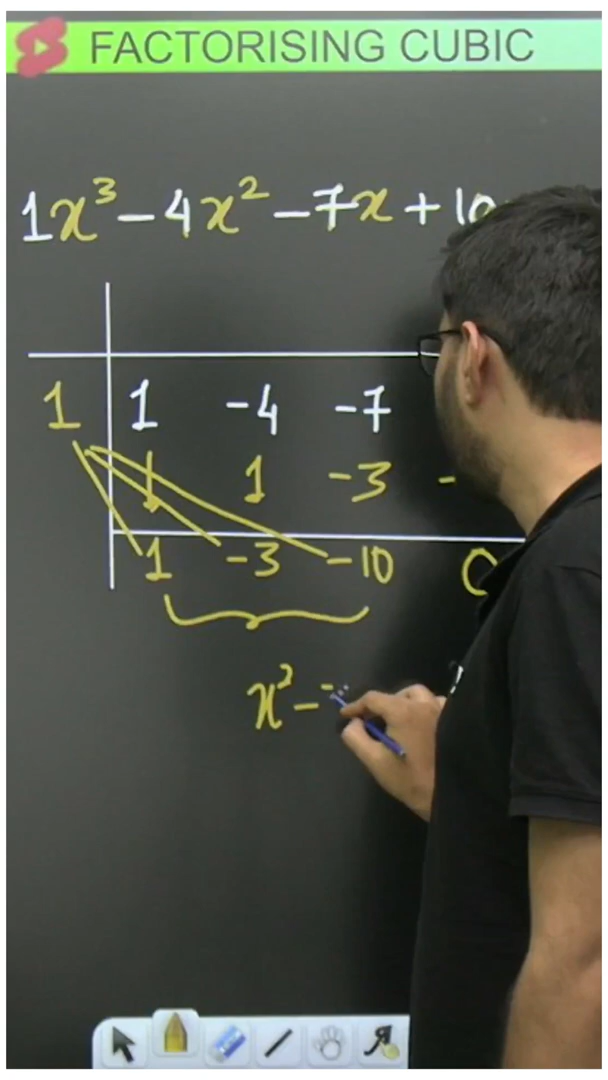 FACTORISING CUBIC
1x³ – 4x² – 7x + 10
1 1 -4 -7
1 -3 -
1 -3 -10 0
x² –